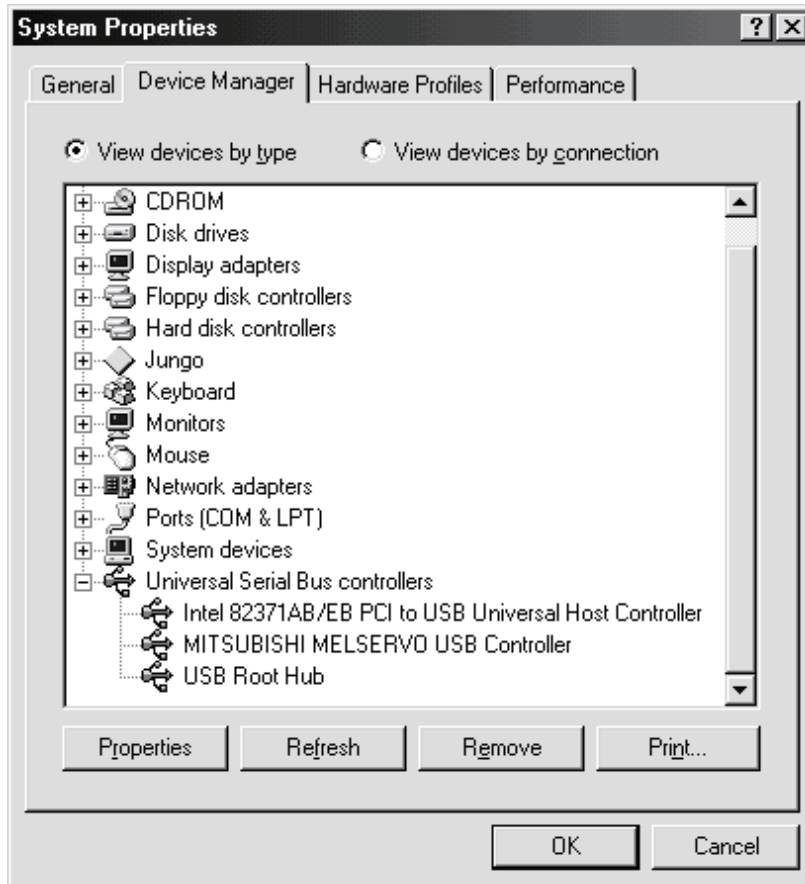 System Properties
General Device Manager Hardware Profiles Performance
View devices by type View devices by connection
CDROM
Disk drives
Display adapters
Floppy disk controllers
Hard disk controllers
Jungo
Keyboard
Monitors
Mouse
Network adapters
Ports (COM & LPT)
System devices
Universal Serial Bus controllers
Intel 82371AB/EB PCI to USB Universal Host Controller
MITSUBISHI MELSERVO USB Controller
USB Root Hub
Properties Refresh Remove Print...
OK Cancel